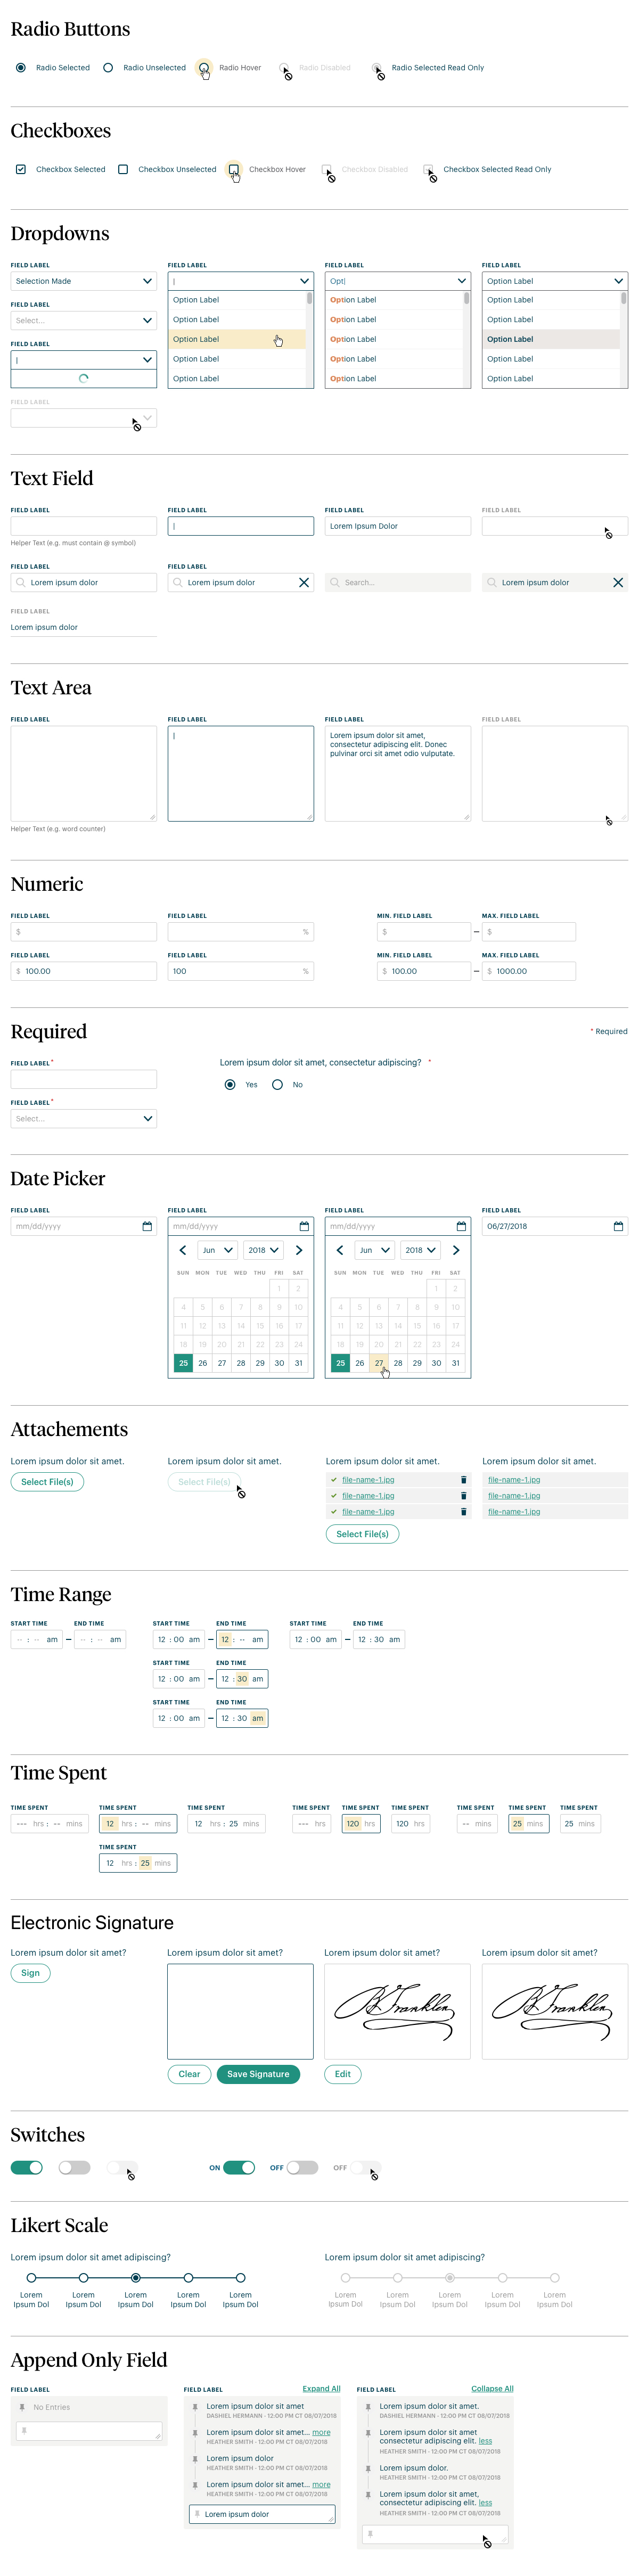 Radio Buttons
Radio Selected Radio Unselected Radio Hover Radio Disabled Radio Selected Read Only
Checkboxes
Checkbox Selected Checkbox Unselected Checkbox Hover Checkbox Disabled Checkbox Selected Read Only
Dropdowns
FIELD LABEL FIELD LABEL FIELD LABEL FIELD LABEL
Selection Made | Opt| Option Label
Option Label Option Label Option Label
FIELD LABEL
Select... Option Label Option Label Option Label
Option Label Option Label Option Label
FIELD LABEL
| Option Label Option Label Option Label
Option Label Option Label Option Label
FIELD LABEL
Text Field
FIELD LABEL FIELD LABEL FIELD LABEL FIELD LABEL
| Lorem Ipsum Dolor
Helper Text (e.g. must contain @ symbol)
FIELD LABEL FIELD LABEL
Lorem ipsum dolor Lorem ipsum dolor Search... Lorem ipsum dolor
FIELD LABEL
Lorem ipsum dolor
Text Area
FIELD LABEL FIELD LABEL FIELD LABEL FIELD LABEL
| Lorem ipsum dolor sit amet,
consectetur adipiscing elit. Donec
pulvinar orci sit amet odio vulputate.
Helper Text (e.g. word counter)
Numeric
FIELD LABEL FIELD LABEL MIN. FIELD LABEL MAX. FIELD LABEL
$ % $ – $
FIELD LABEL FIELD LABEL MIN. FIELD LABEL MAX. FIELD LABEL
$ 100.00 100 % $ 100.00 – $ 1000.00
Required * Required
FIELD LABEL * Lorem ipsum dolor sit amet, consectetur adipiscing? *
Yes No
FIELD LABEL *
Select...
Date Picker
FIELD LABEL FIELD LABEL FIELD LABEL FIELD LABEL
mm/dd/yyyy mm/dd/yyyy mm/dd/yyyy 06/27/2018
Jun 2018 Jun 2018
SUN MON TUE WED THU FRI SAT SUN MON TUE WED THU FRI SAT
1 2 1 2
4 5 6 7 8 9 10 4 5 6 7 8 9 10
11 12 13 14 15 16 17 11 12 13 14 15 16 17
18 19 20 21 22 23 24 18 19 20 21 22 23 24
25 26 27 28 29 30 31 25 26 27 28 29 30 31
Attachements
Lorem ipsum dolor sit amet. Lorem ipsum dolor sit amet. Lorem ipsum dolor sit amet. Lorem ipsum dolor sit amet.
Select File(s) Select File(s) file-name-1.jpg file-name-1.jpg
file-name-1.jpg file-name-1.jpg
file-name-1.jpg file-name-1.jpg
Select File(s)
Time Range
START TIME END TIME START TIME END TIME START TIME END TIME
-- : -- am – -- : -- am 12 : 00 am – 12 : -- am 12 : 00 am – 12 : 30 am
START TIME END TIME
12 : 00 am – 12 : 30 am
START TIME END TIME
12 : 00 am – 12 : 30 am
Time Spent
TIME SPENT TIME SPENT TIME SPENT TIME SPENT TIME SPENT TIME SPENT TIME SPENT TIME SPENT TIME SPENT
--- hrs : -- mins 12 hrs : -- mins 12 hrs : 25 mins --- hrs 120 hrs 120 hrs -- mins 25 mins 25 mins
TIME SPENT
12 hrs : 25 mins
Electronic Signature
Lorem ipsum dolor sit amet? Lorem ipsum dolor sit amet? Lorem ipsum dolor sit amet? Lorem ipsum dolor sit amet?
Sign
B Franklin B Franklin
Clear Save Signature Edit
Switches
ON OFF OFF
Likert Scale
Lorem ipsum dolor sit amet adipiscing? Lorem ipsum dolor sit amet adipiscing?
Lorem Lorem Lorem Lorem Lorem Lorem Lorem Lorem Lorem Lorem
Ipsum Dol Ipsum Dol Ipsum Dol Ipsum Dol Ipsum Dol Ipsum Dol Ipsum Dol Ipsum Dol Ipsum Dol Ipsum Dol
Append Only Field
FIELD LABEL
No Entries
FIELD LABEL Expand All
Lorem ipsum dolor sit amet
DASHIEL HERMANN - 12:00 PM CT 08/07/2018
Lorem ipsum dolor sit amet... more
HEATHER SMITH - 12:00 PM CT 08/07/2018
Lorem ipsum dolor
HEATHER SMITH - 12:00 PM CT 08/07/2018
Lorem ipsum dolor sit amet... more
HEATHER SMITH - 12:00 PM CT 08/07/2018
Lorem ipsum dolor
FIELD LABEL Collapse All
Lorem ipsum dolor sit amet.
DASHIEL HERMANN - 12:00 PM CT 08/07/2018
Lorem ipsum dolor sit amet
consectetur adipiscing elit. less
HEATHER SMITH - 12:00 PM CT 08/07/2018
Lorem ipsum dolor.
HEATHER SMITH - 12:00 PM CT 08/07/2018
Lorem ipsum dolor sit amet,
consectetur adipiscing elit. less
HEATHER SMITH - 12:00 PM CT 08/07/2018